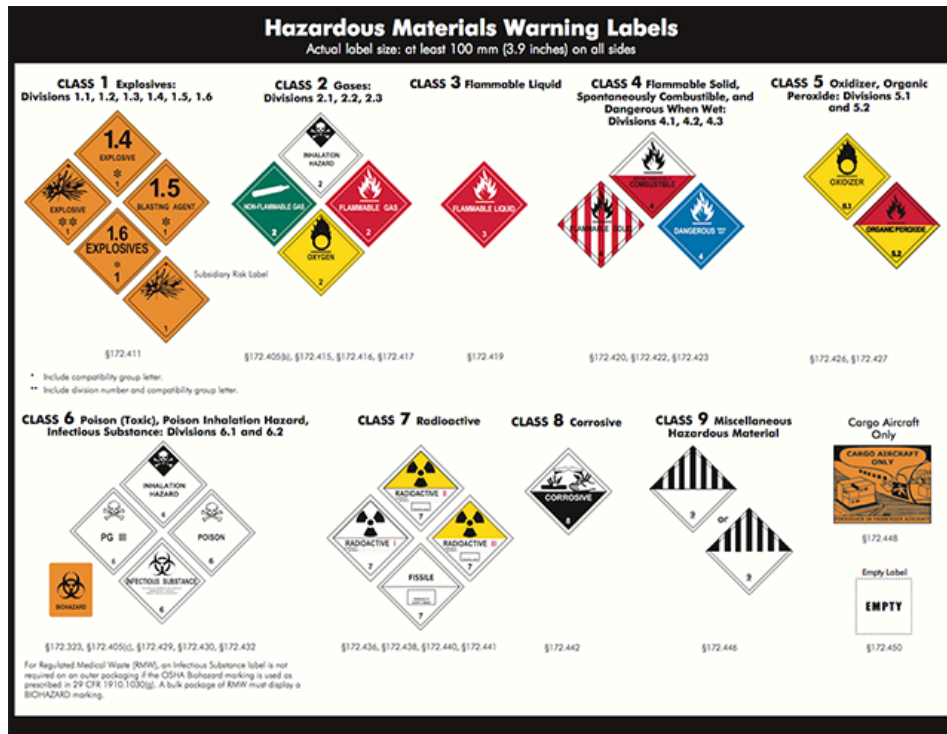 Hazardous Materials Warning Labels
Actual label size: at least 100 mm (3.9 inches) on all sides
CLASS 1 Explosives:
Divisions 1.1, 1.2, 1.3, 1.4, 1.5, 1.6
1.4
EXPLOSIVE
*
1
EXPLOSIVE
**
1
1.5
BLASTING AGENT
*
1
1.6
EXPLOSIVES
*
1
Subsidiary Risk Label
1
§172.411
* Include compatibility group letter.
** Include division number and compatibility group letter.
CLASS 2 Gases:
Divisions 2.1, 2.2, 2.3
INHALATION
HAZARD
2
NON-FLAMMABLE GAS
2
FLAMMABLE GAS
2
OXYGEN
2
§172.405(b), §172.415, §172.416, §172.417
CLASS 3 Flammable Liquid
FLAMMABLE LIQUID
3
§172.419
CLASS 4 Flammable Solid,
Spontaneously Combustible, and
Dangerous When Wet:
Divisions 4.1, 4.2, 4.3
COMBUSTIBLE
4
FLAMMABLE SOLID
DANGEROUS
4
§172.420, §172.422, §172.423
CLASS 5 Oxidizer, Organic
Peroxide: Divisions 5.1
and 5.2
OXIDIZER
5.1
ORGANIC PEROXIDE
5.2
§172.426, §172.427
CLASS 6 Poison (Toxic), Poison Inhalation Hazard,
Infectious Substance: Divisions 6.1 and 6.2
INHALATION
HAZARD
6
PG III
6
POISON
6
INFECTIOUS SUBSTANCE
6
BIOHAZARD
§172.323, §172.405(c), §172.429, §172.430, §172.432
For Regulated Medical Waste (RMW), an Infectious Substance label is not
required on an outer packaging if the OSHA Biohazard marking is used as
prescribed in 29 CFR 1910.1030(g). A bulk package of RMW must display a
BIOHAZARD marking.
CLASS 7 Radioactive
RADIOACTIVE II
7
RADIOACTIVE I
7
RADIOACTIVE III
7
FISSILE
7
§172.436, §172.438, §172.440, §172.441
CLASS 8 Corrosive
CORROSIVE
8
§172.442
CLASS 9 Miscellaneous
Hazardous Material
9
or
9
§172.446
Cargo Aircraft
Only
CARGO AIRCRAFT
ONLY
FORBIDDEN IN PASSENGER AIRCRAFT
§172.448
Empty Label
EMPTY
§172.450